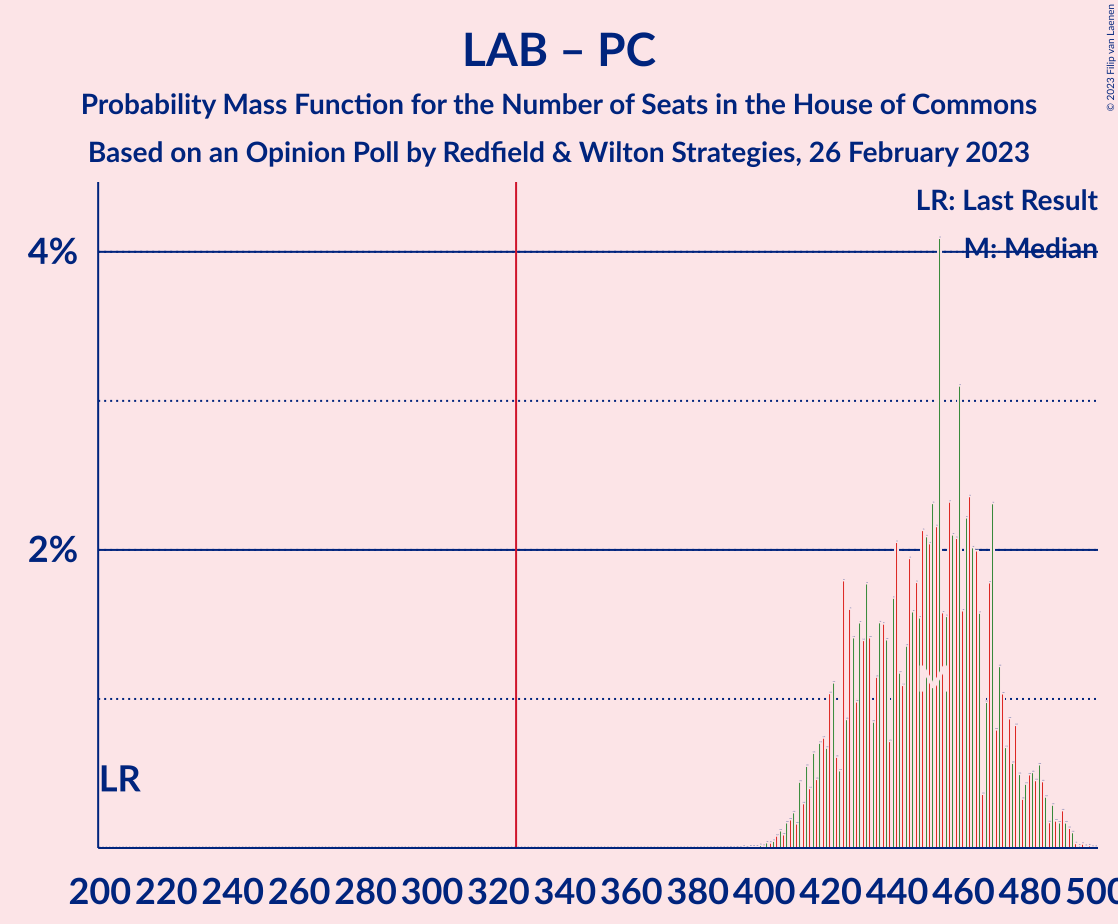 LAB – PC
Probability Mass Function for the Number of Seats in the House of Commons
Based on an Opinion Poll by Redfield & Wilton Strategies, 26 February 2023
© 2023 Filip van Laenen
LR: Last Result
M: Median
4%
2%
LR
200 220 240 260 280 300 320 340 360 380 400 420 440 460 480 500